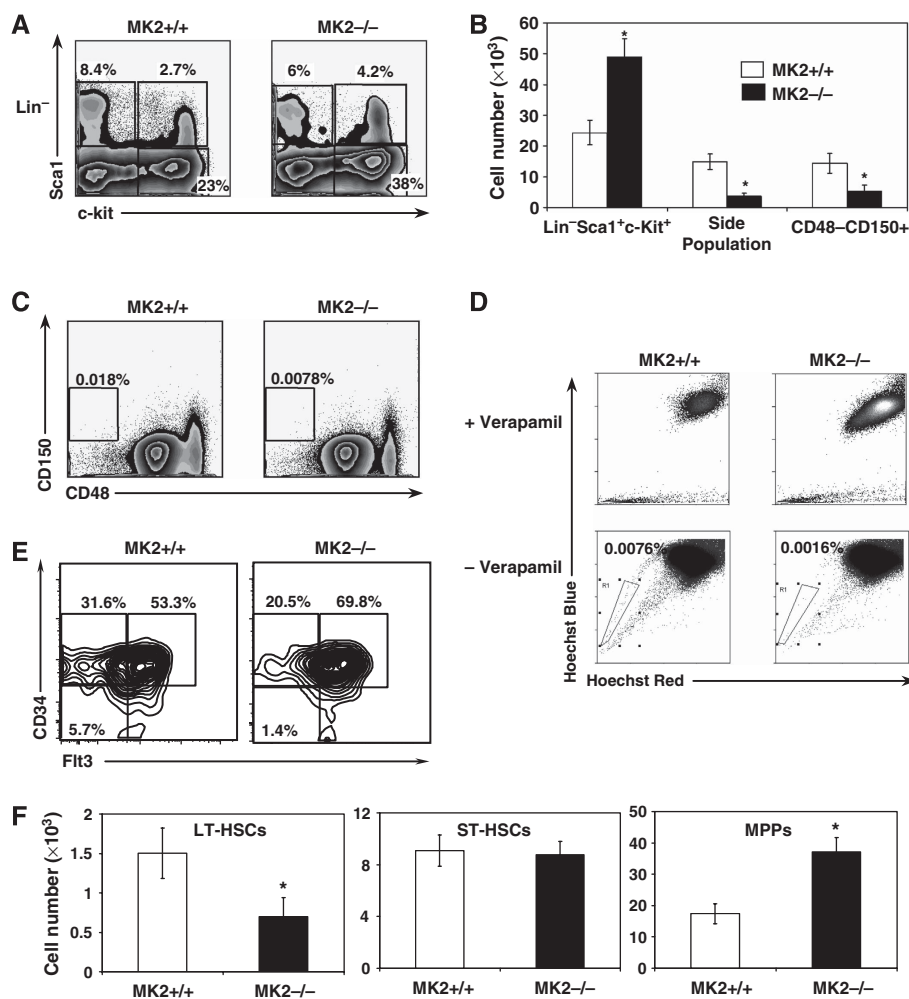 A
MK2+/+
MK2–/–
8.4%
2.7%
6%
4.2%
Lin–
23%
38%
Sca1
c-kit
B
Cell number (×10³)
60
50
40
30
20
10
0
MK2+/+
MK2–/–
*
*
*
Lin–Sca1+c-Kit+
Side
Population
CD48–CD150+
C
MK2+/+
MK2–/–
0.018%
0.0078%
CD150
CD48
D
MK2+/+
MK2–/–
+ Verapamil
– Verapamil
0.0076%
0.0016%
R1
R1
Hoechst Blue
Hoechst Red
E
MK2+/+
MK2–/–
31.6%
53.3%
20.5%
69.8%
5.7%
1.4%
CD34
Flt3
F
Cell number (×10³)
2
1.5
1
0.5
0
LT-HSCs
*
MK2+/+
MK2–/–
12
8
4
0
ST-HSCs
MK2+/+
MK2–/–
50
40
30
20
10
0
MPPs
*
MK2+/+
MK2–/–